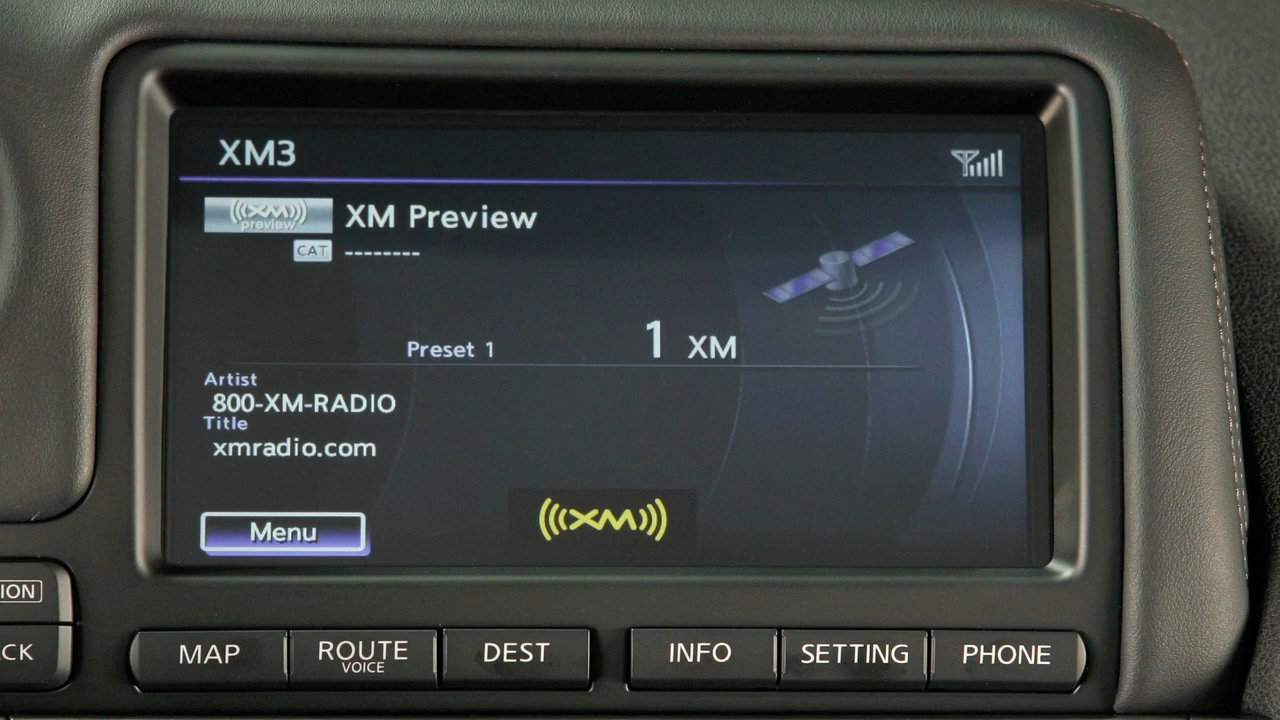 XM3
XM
preview
XM Preview
CAT --------
Preset 1
1 XM
Artist
800-XM-RADIO
Title
xmradio.com
Menu
XM
ION
CK
MAP
ROUTE
VOICE
DEST
INFO
SETTING
PHONE